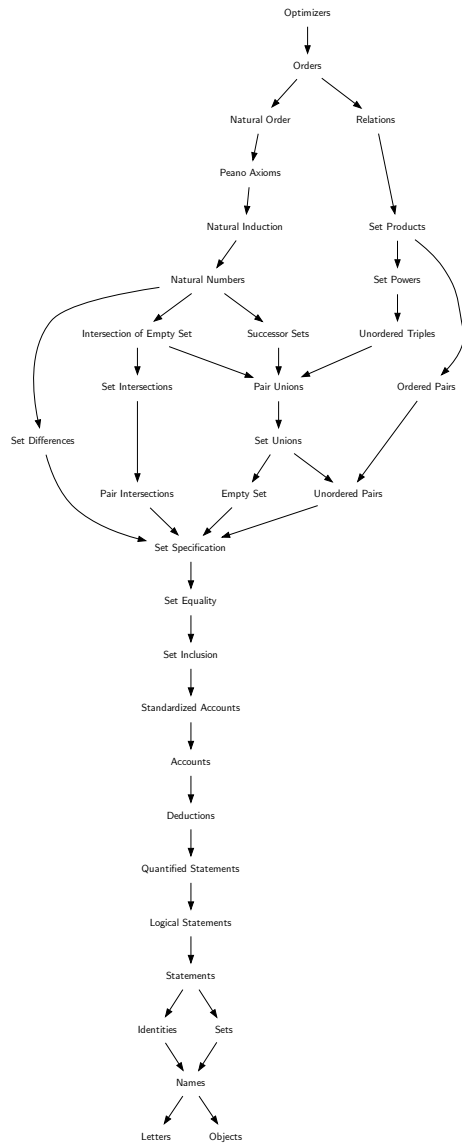 Optimizers
Orders
Natural Order
Relations
Peano Axioms
Natural Induction
Set Products
Natural Numbers
Set Powers
Intersection of Empty Set
Successor Sets
Unordered Triples
Set Intersections
Pair Unions
Ordered Pairs
Set Differences
Set Unions
Pair Intersections
Empty Set
Unordered Pairs
Set Specification
Set Equality
Set Inclusion
Standardized Accounts
Accounts
Deductions
Quantified Statements
Logical Statements
Statements
Identities
Sets
Names
Letters
Objects